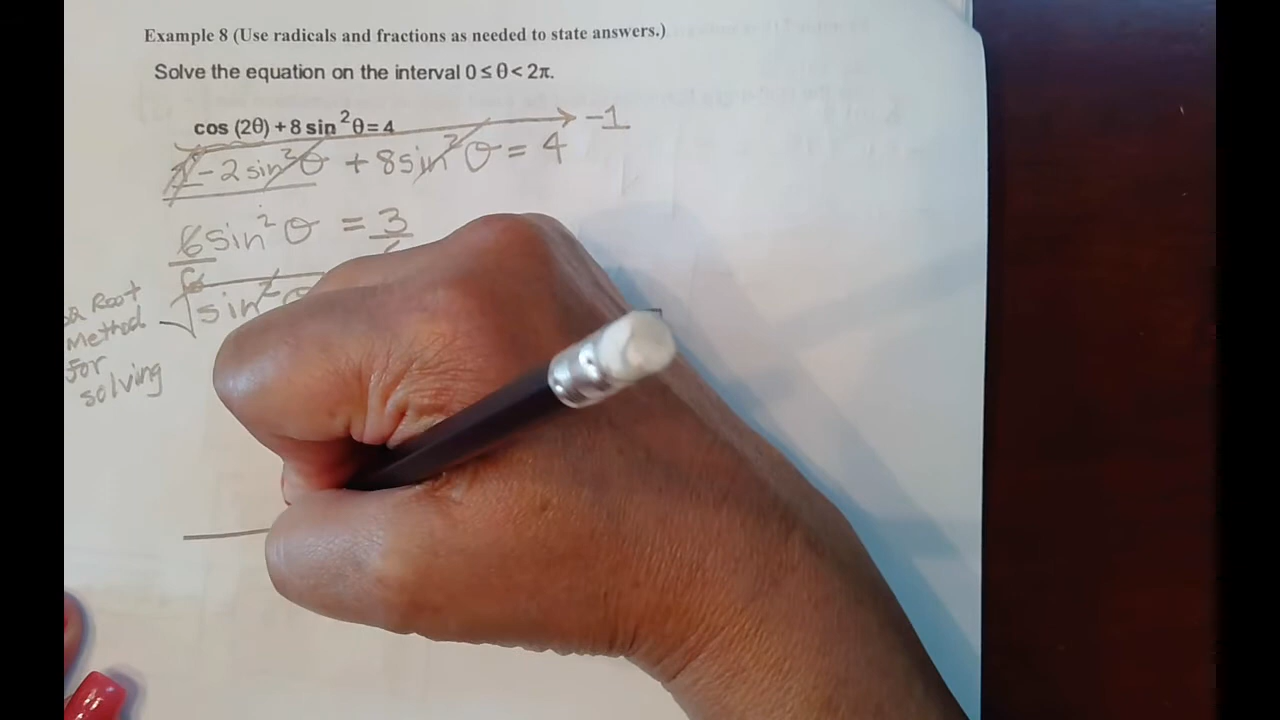 Example 8 (Use radicals and fractions as needed to state answers.)
Solve the equation on the interval 0 ≤ θ < 2π.
cos (2θ) + 8 sin²θ = 4
-1
1 - 2 sin²θ + 8 sin²θ = 4
6 sin²θ = 3
6
√sin²θ
Root
Method
For
solving